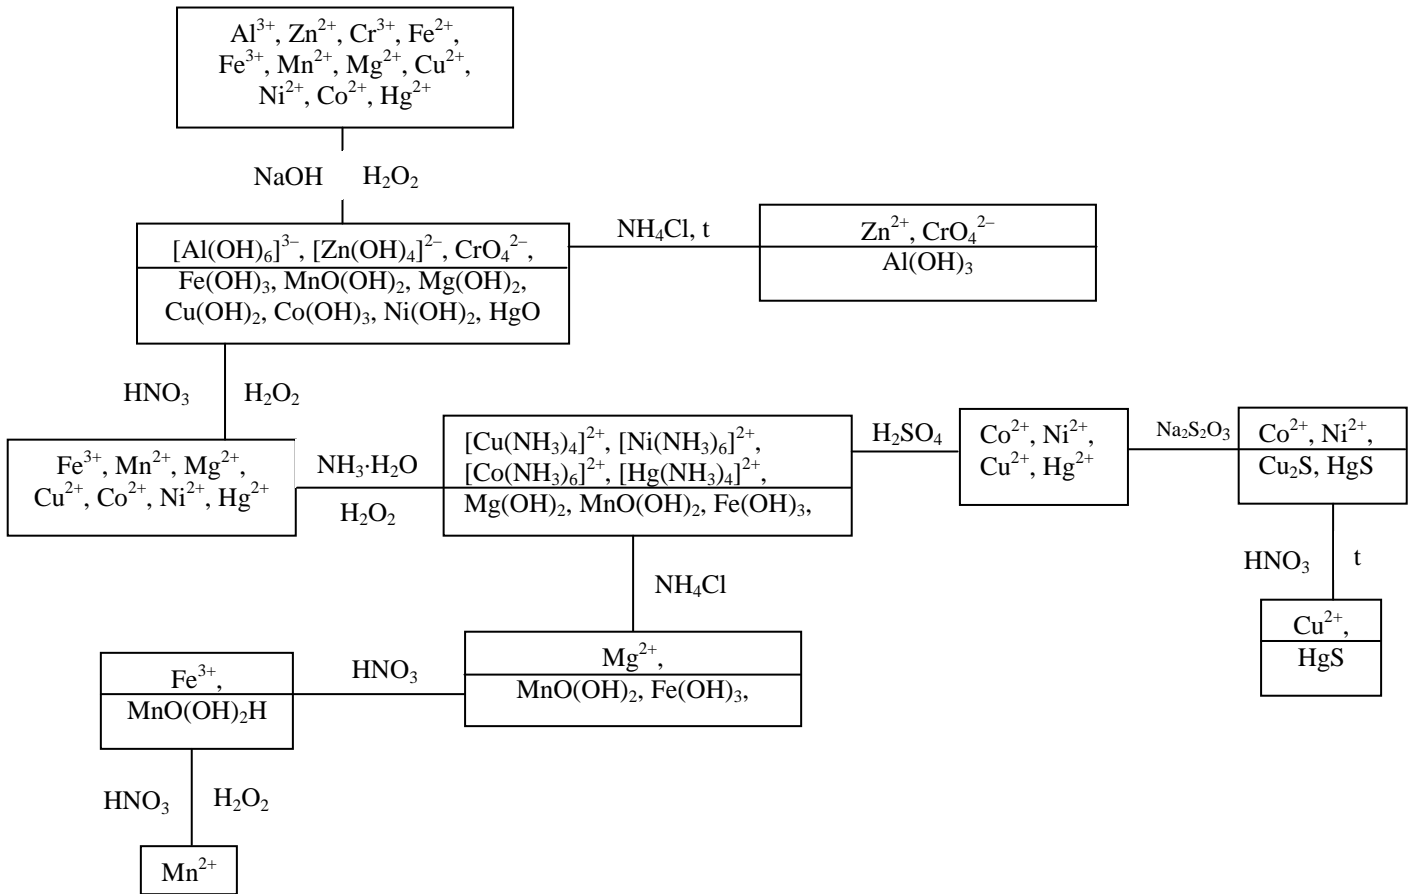 Al³⁺, Zn²⁺, Cr³⁺, Fe²⁺,
Fe³⁺, Mn²⁺, Mg²⁺, Cu²⁺,
Ni²⁺, Co²⁺, Hg²⁺
NaOH H₂O₂
[Al(OH)₆]³⁻, [Zn(OH)₄]²⁻, CrO₄²⁻,
Fe(OH)₃, MnO(OH)₂, Mg(OH)₂,
Cu(OH)₂, Co(OH)₃, Ni(OH)₂, HgO
NH₄Cl, t
Zn²⁺, CrO₄²⁻
Al(OH)₃
HNO₃ H₂O₂
Fe³⁺, Mn²⁺, Mg²⁺,
Cu²⁺, Co²⁺, Ni²⁺, Hg²⁺
NH₃·H₂O
H₂O₂
[Cu(NH₃)₄]²⁺, [Ni(NH₃)₆]²⁺,
[Co(NH₃)₆]²⁺, [Hg(NH₃)₄]²⁺,
Mg(OH)₂, MnO(OH)₂, Fe(OH)₃,
H₂SO₄
Co²⁺, Ni²⁺,
Cu²⁺, Hg²⁺
Na₂S₂O₃
Co²⁺, Ni²⁺,
Cu₂S, HgS
HNO₃ t
Cu²⁺,
HgS
NH₄Cl
Mg²⁺,
MnO(OH)₂, Fe(OH)₃,
HNO₃
Fe³⁺,
MnO(OH)₂H
HNO₃ H₂O₂
Mn²⁺